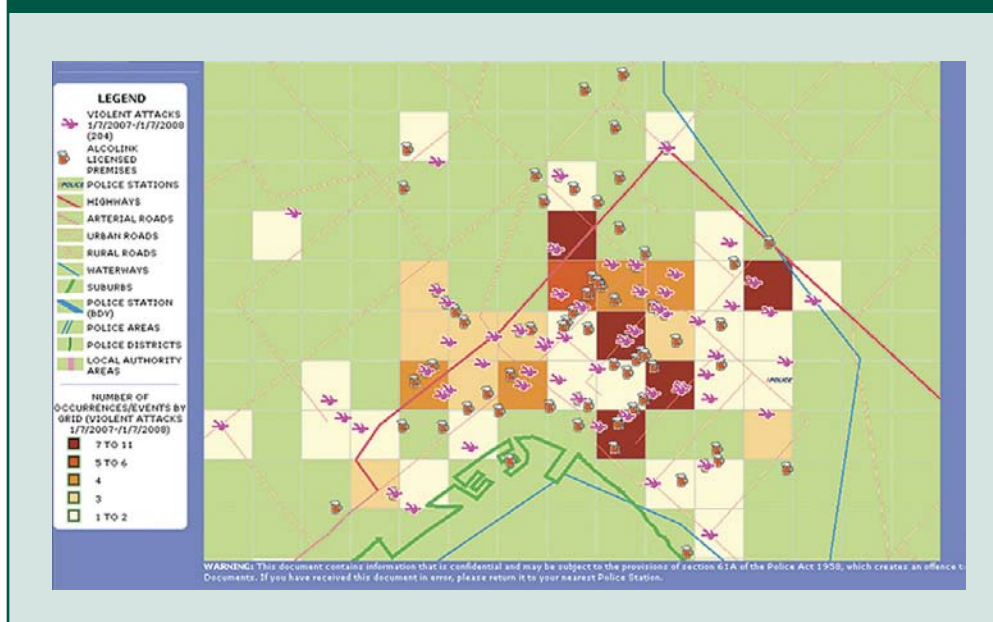 LEGEND
VIOLENT ATTACKS
1/7/2007-/1/7/2008
(204)
ALCOLINK
LICENSED
PREMISES
POLICE POLICE STATIONS
HIGHWAYS
ARTERIAL ROADS
URBAN ROADS
RURAL ROADS
WATERWAYS
SUBURBS
POLICE STATION
(BDY)
POLICE AREAS
POLICE DISTRICTS
LOCAL AUTHORITY
AREAS
NUMBER OF
OCCURRENCES/EVENTS BY
GRID (VIOLENT ATTACKS
1/7/2007-/1/7/2008)
7 TO 11
5 TO 6
4
3
1 TO 2
POLICE
WARNING: This document contains information that is confidential and may be subject to the provisions of section 61A of the Police Act 1958, which creates an offence to
Documents. If you have received this document in error, please return it to your nearest Police Station.